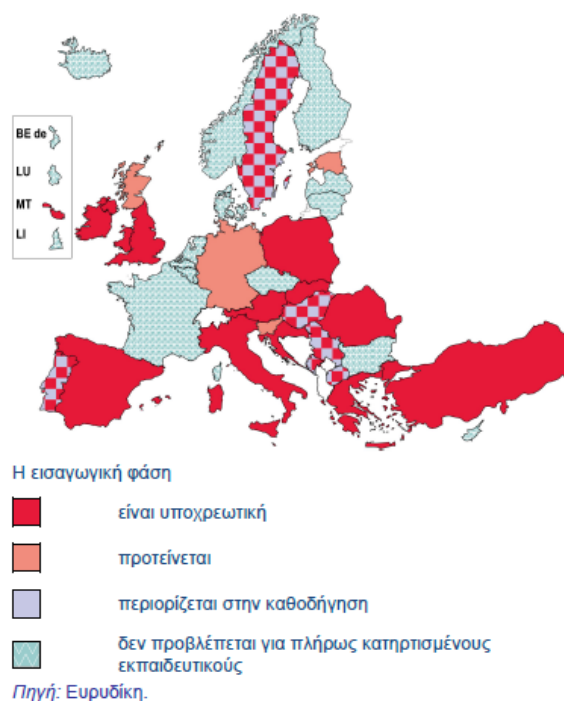 BE de
LU
MT
LI
Η εισαγωγική φάση
είναι υποχρεωτική
προτείνεται
περιορίζεται στην καθοδήγηση
δεν προβλέπεται για πλήρως κατηρτισμένους
εκπαιδευτικούς
Πηγή: Ευρυδίκη.